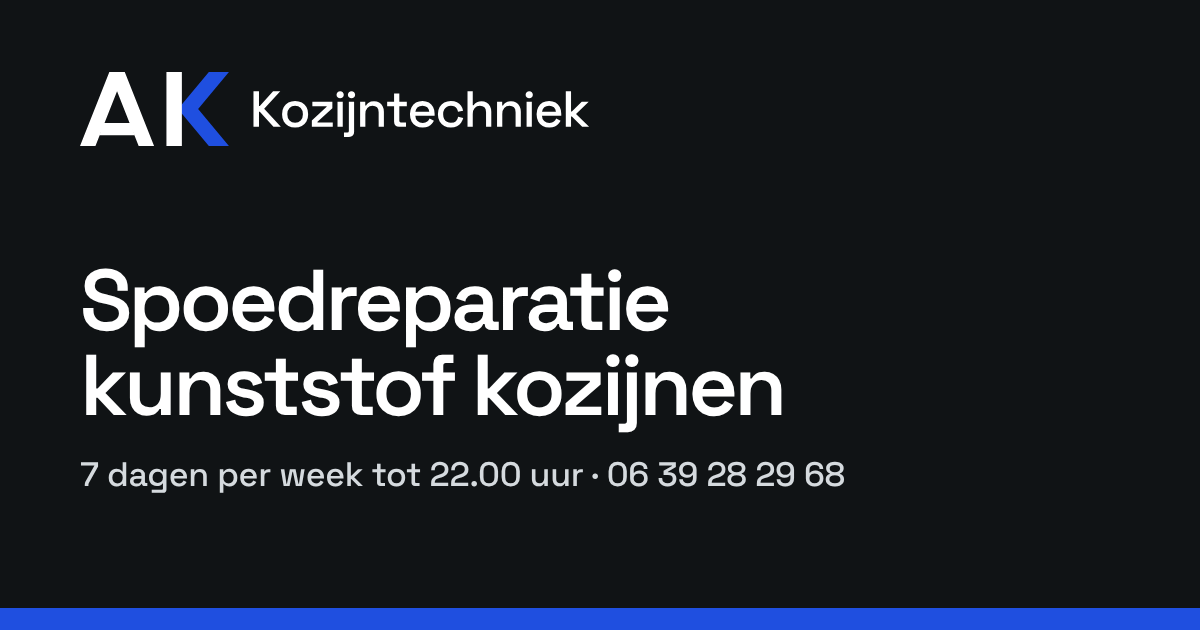 AK Kozijntechniek
Spoedreparatie
kunststof kozijnen
7 dagen per week tot 22.00 uur · 06 39 28 29 68